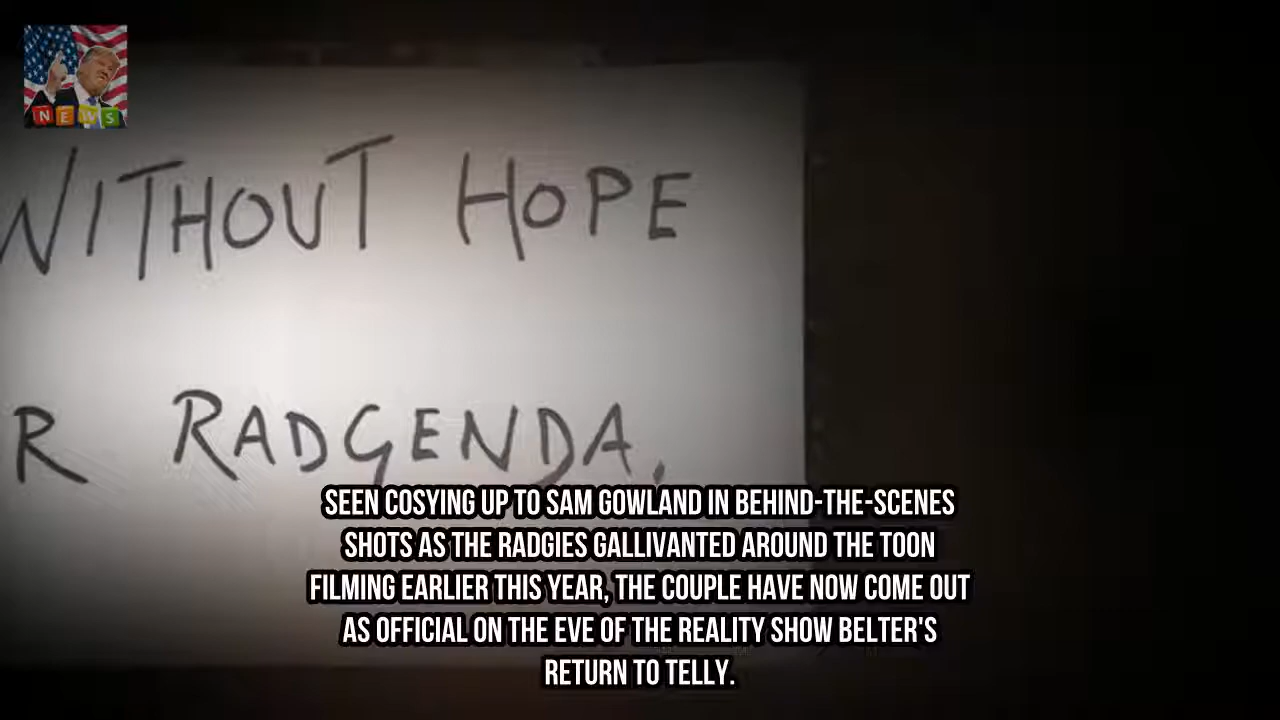 NEWS
WITHOUT HOPE
R RADGENDA.
SEEN COSYING UP TO SAM GOWLAND IN BEHIND-THE-SCENES
SHOTS AS THE RADGIES GALLIVANTED AROUND THE TOON
FILMING EARLIER THIS YEAR, THE COUPLE HAVE NOW COME OUT
AS OFFICIAL ON THE EVE OF THE REALITY SHOW BELTER'S
RETURN TO TELLY.